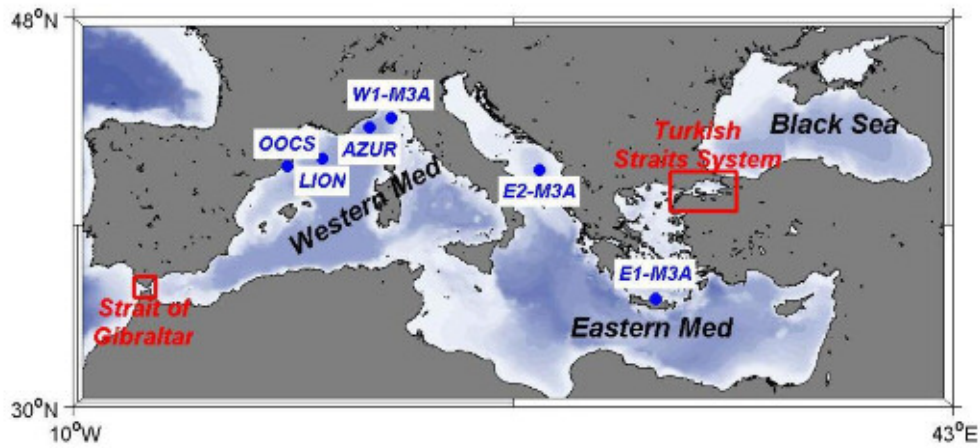 48°N
W1-M3A
OOCS
AZUR
LION
Western Med
E2-M3A
Turkish
Straits System
Black Sea
E1-M3A
Strait of
Gibraltar
Eastern Med
30°N
10°W
43°E